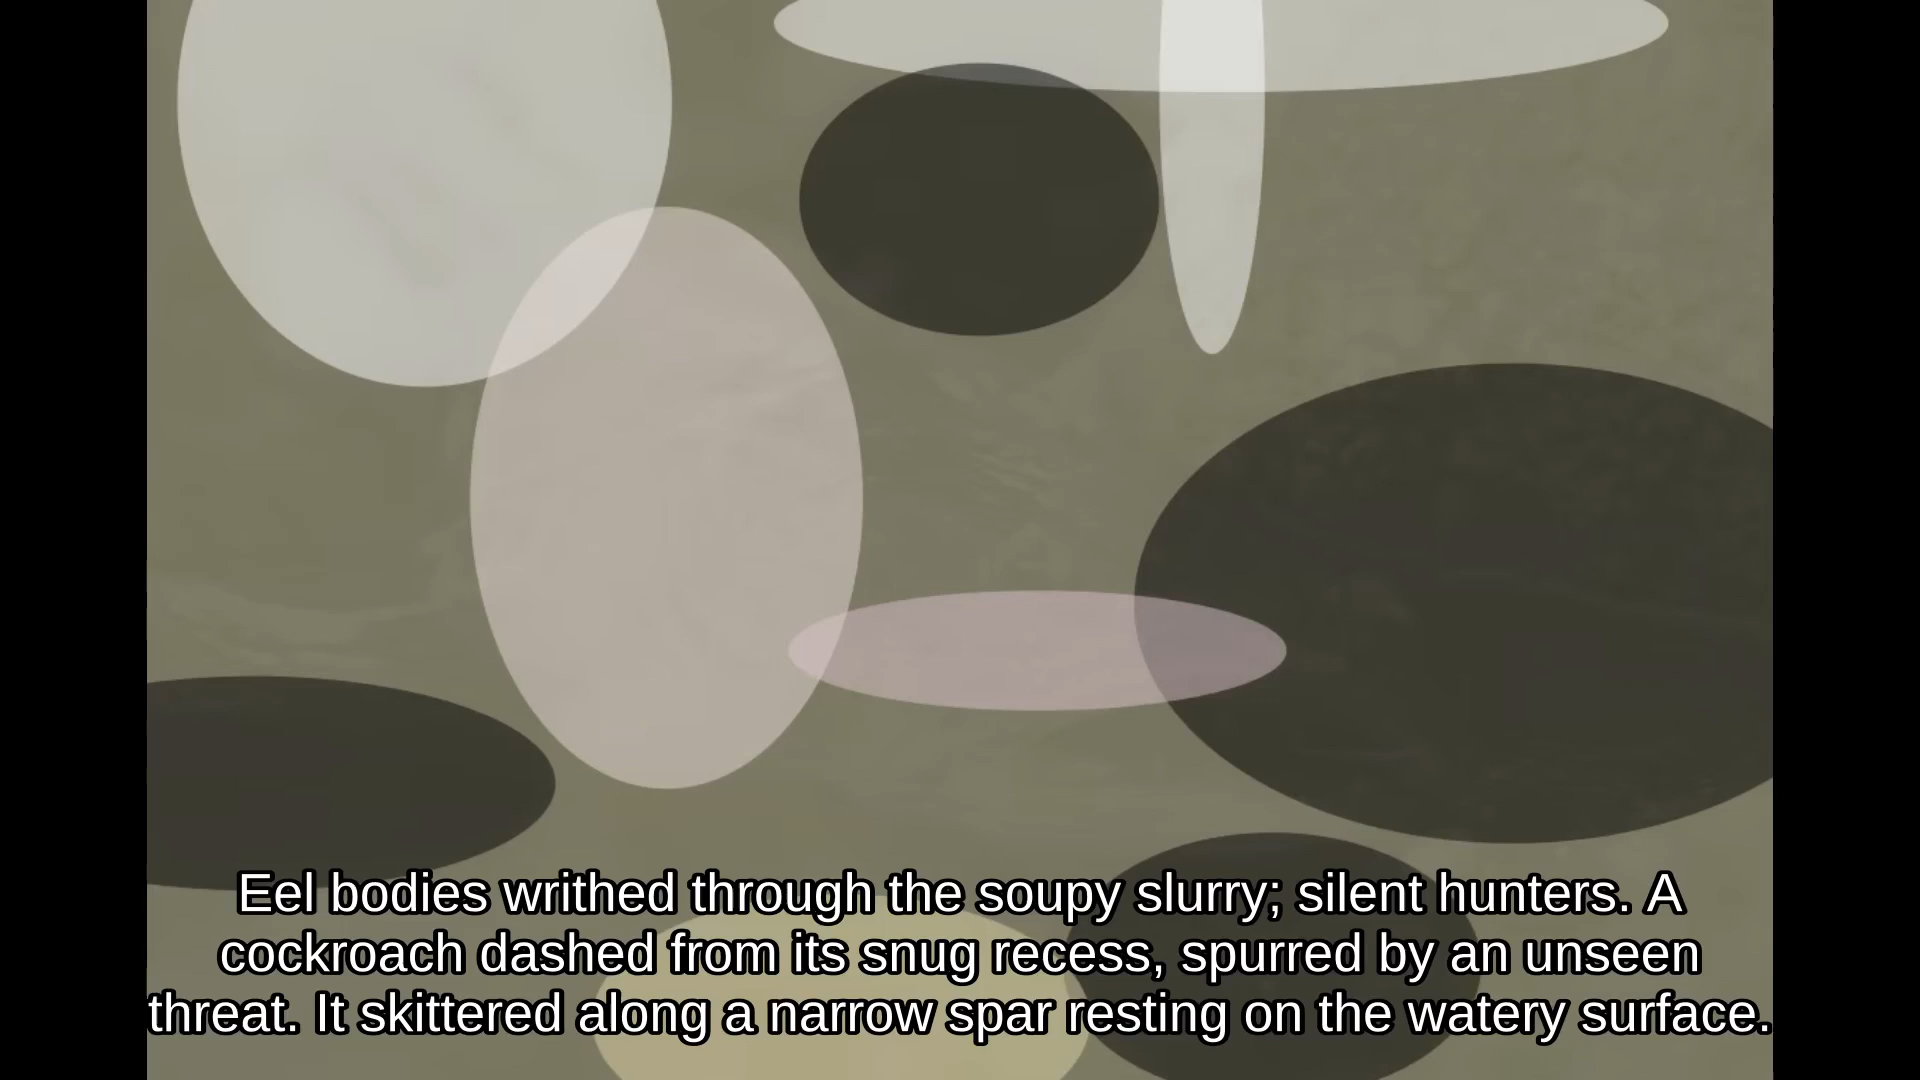 Eel bodies writhed through the soupy slurry; silent hunters. A
cockroach dashed from its snug recess, spurred by an unseen
threat. It skittered along a narrow spar resting on the watery surface.